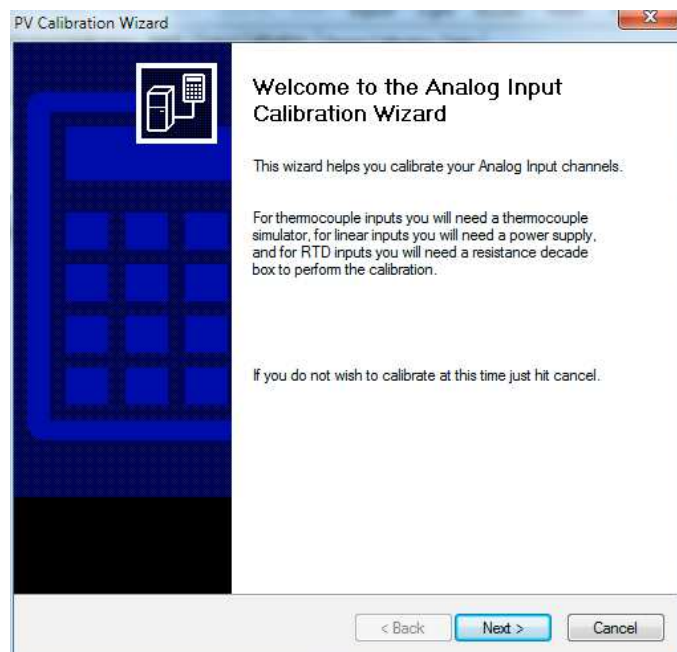 PV Calibration Wizard
Welcome to the Analog Input
Calibration Wizard
This wizard helps you calibrate your Analog Input channels.
For thermocouple inputs you will need a thermocouple
simulator, for linear inputs you will need a power supply,
and for RTD inputs you will need a resistance decade
box to perform the calibration.
If you do not wish to calibrate at this time just hit cancel.
< Back Next > Cancel